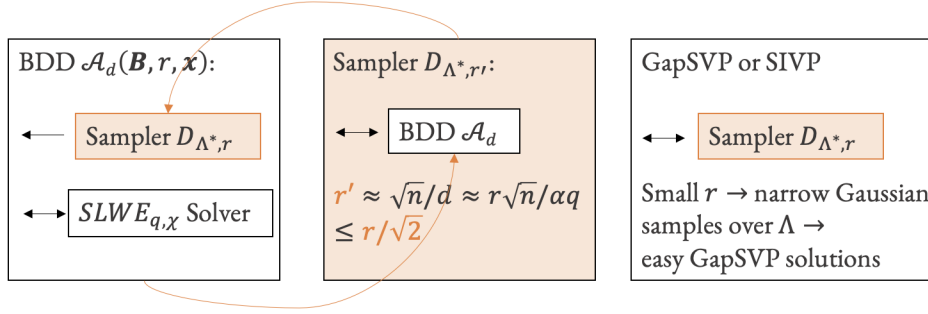 BDD 𝒜_d(𝑩, r, 𝒙):
Sampler D_{Λ*,r}
SLWE_{q,χ} Solver
Sampler D_{Λ*,r′}:
BDD 𝒜_d
r′ ≈ √n/d ≈ r√n/αq
≤ r/√2
GapSVP or SIVP
Sampler D_{Λ*,r}
Small r → narrow Gaussian
samples over Λ →
easy GapSVP solutions